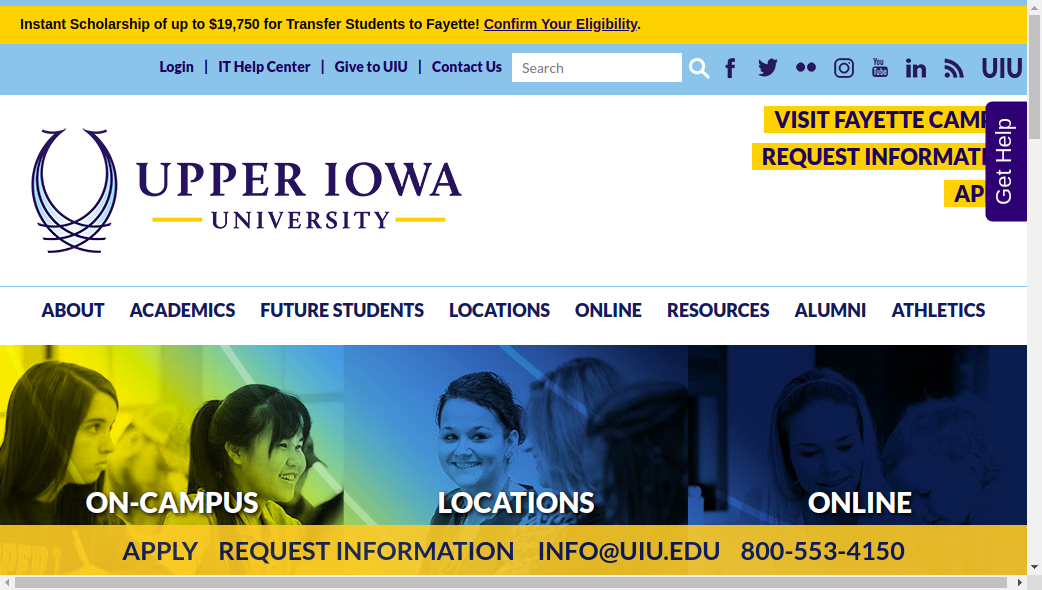 Instant Scholarship of up to $19,750 for Transfer Students to Fayette! Confirm Your Eligibility.
Login | IT Help Center | Give to UIU | Contact Us Search You Tube in UIU
VISIT FAYETTE CAMP
REQUEST INFORMATI
AP
Get Help
UPPER IOWA
UNIVERSITY
ABOUT ACADEMICS FUTURE STUDENTS LOCATIONS ONLINE RESOURCES ALUMNI ATHLETICS
ON-CAMPUS LOCATIONS ONLINE
APPLY REQUEST INFORMATION INFO@UIU.EDU 800-553-4150